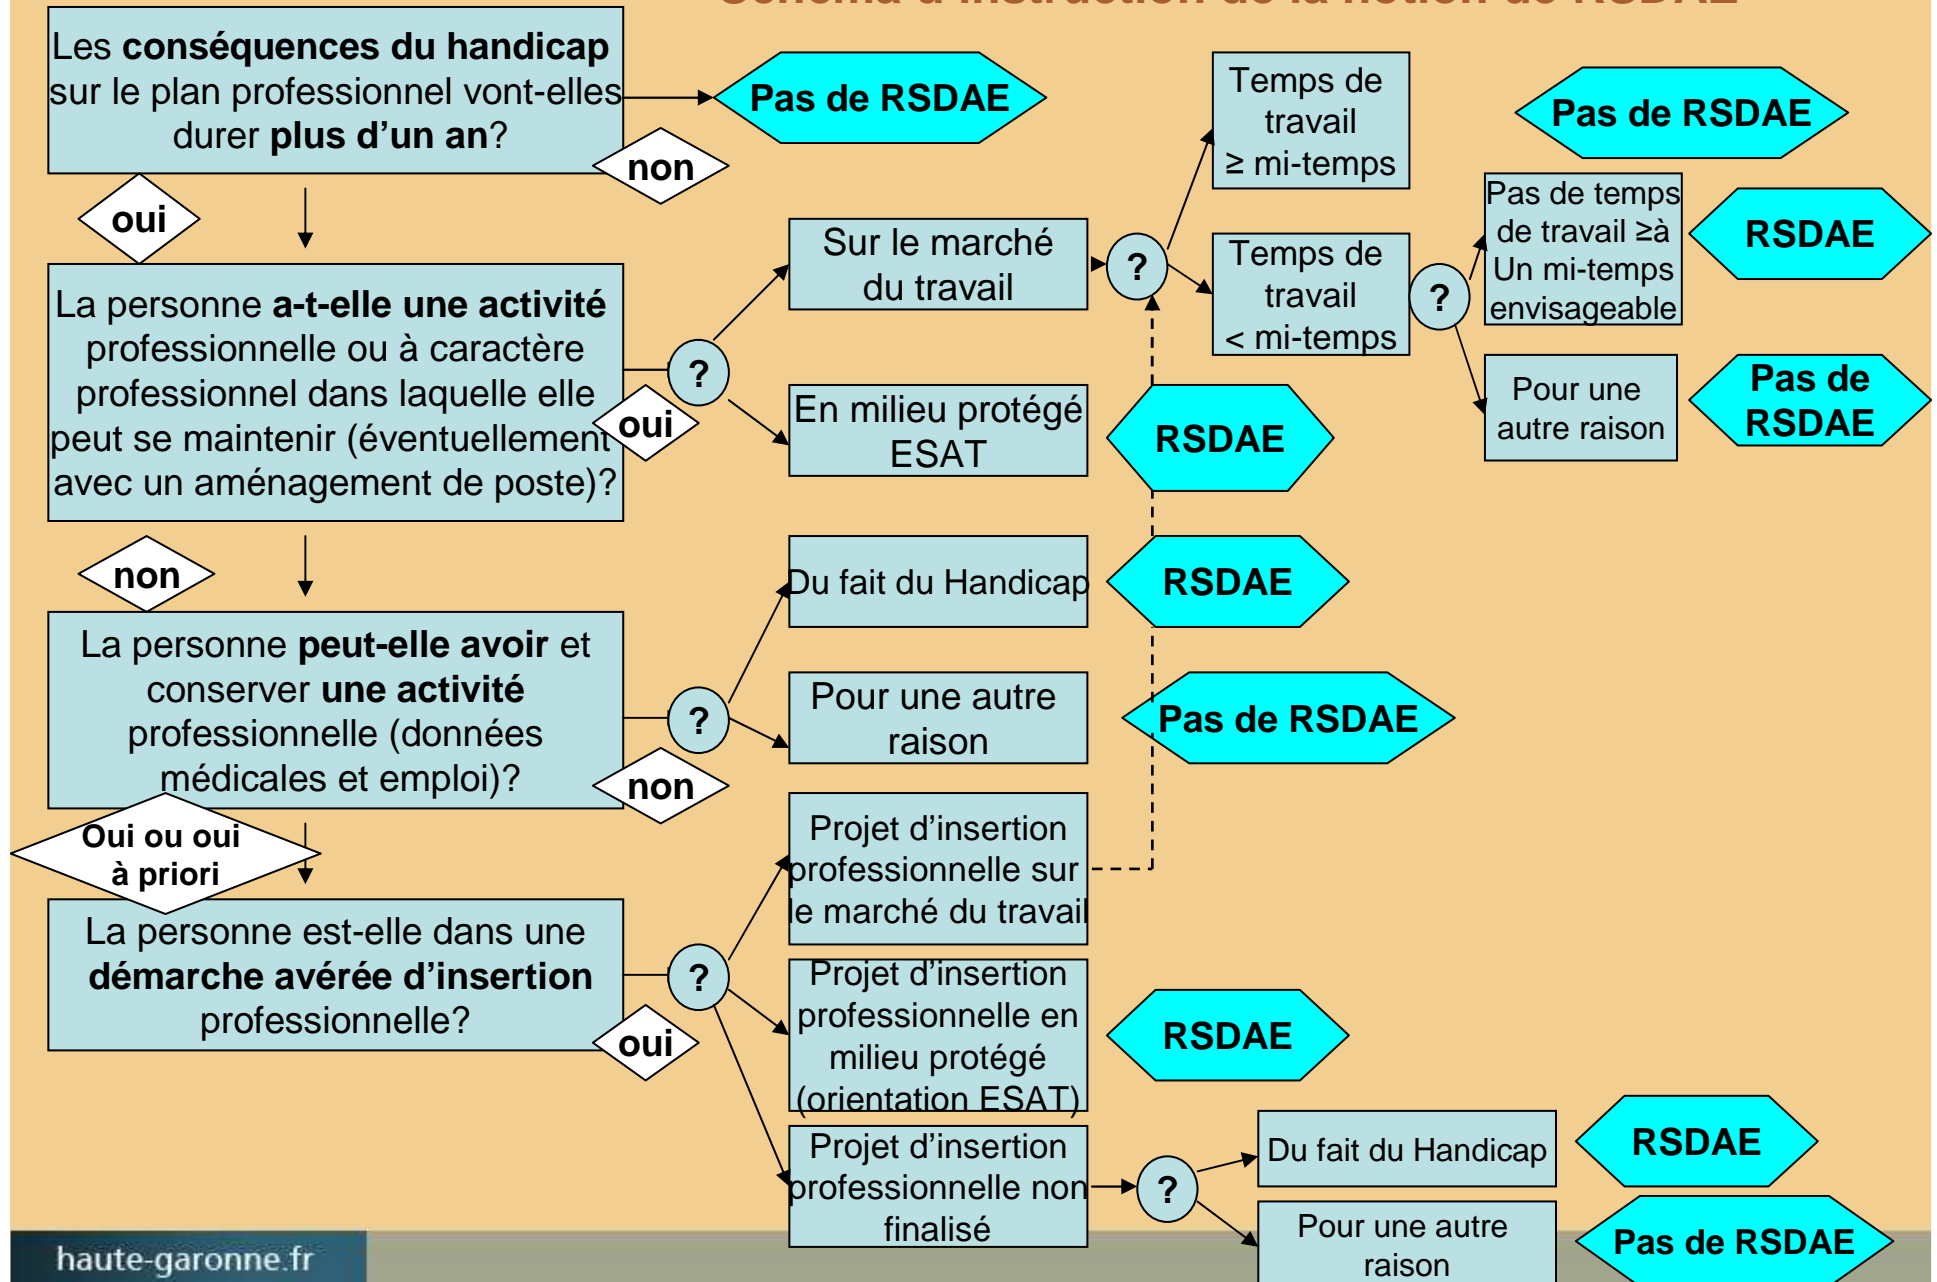 Schéma d'instruction de la notion de RSDAE
Les conséquences du handicap
sur le plan professionnel vont-elles
durer plus d’un an?
non
Pas de RSDAE
oui
La personne a-t-elle une activité
professionnelle ou à caractère
professionnel dans laquelle elle
peut se maintenir (éventuellement
avec un aménagement de poste)?
oui
?
Sur le marché
du travail
?
Temps de
travail
≥ mi-temps
Pas de RSDAE
Temps de
travail
< mi-temps
?
Pas de temps
de travail ≥à
Un mi-temps
envisageable
RSDAE
Pour une
autre raison
Pas de
RSDAE
En milieu protégé
ESAT
RSDAE
non
La personne peut-elle avoir et
conserver une activité
professionnelle (données
médicales et emploi)?
non
?
Du fait du Handicap
RSDAE
Pour une autre
raison
Pas de RSDAE
Oui ou oui
à priori
La personne est-elle dans une
démarche avérée d’insertion
professionnelle?
oui
?
Projet d’insertion
professionnelle sur
le marché du travail
Projet d’insertion
professionnelle en
milieu protégé
(orientation ESAT)
RSDAE
Projet d’insertion
professionnelle non
finalisé
?
Du fait du Handicap
RSDAE
Pour une autre
raison
Pas de RSDAE
haute-garonne.fr